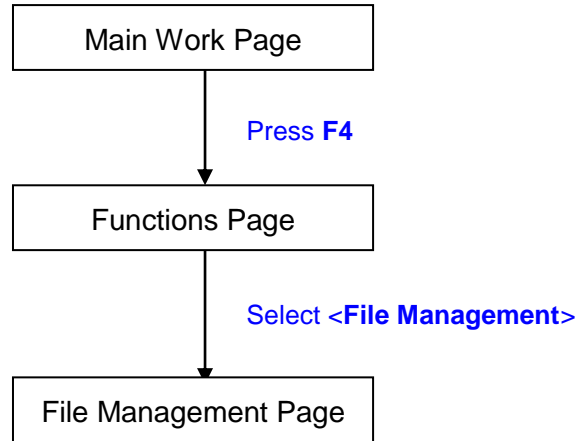 Main Work Page
Press F4
Functions Page
Select <File Management>
File Management Page